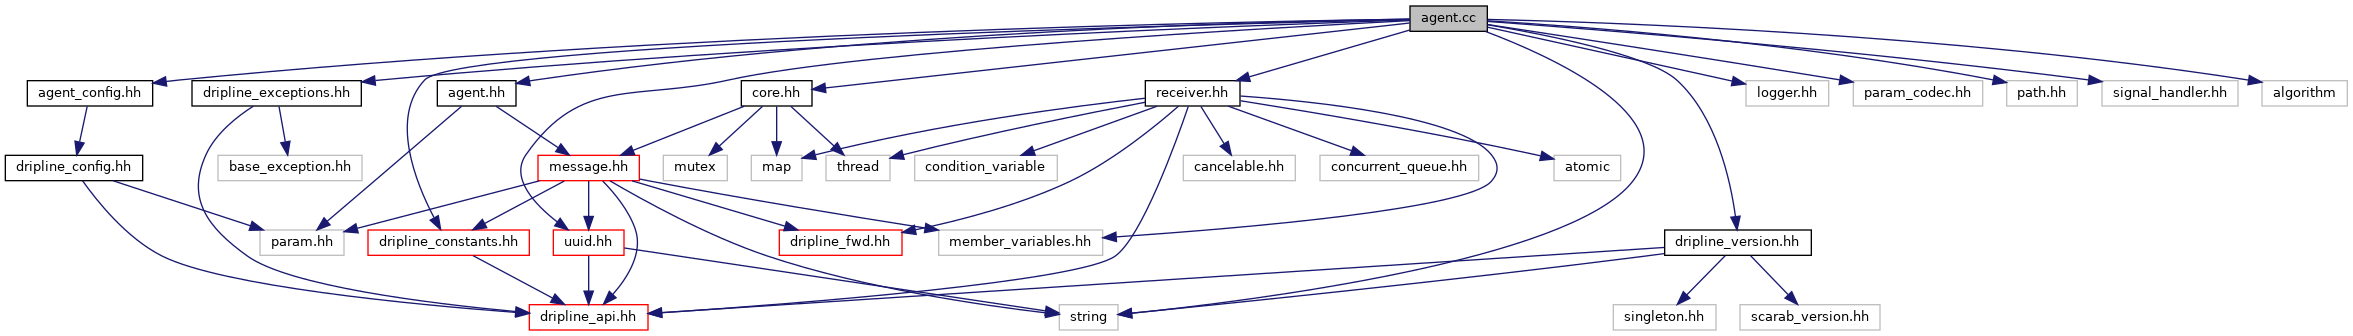 agent.cc
agent_config.hh
dripline_exceptions.hh
agent.hh
core.hh
receiver.hh
logger.hh
param_codec.hh
path.hh
signal_handler.hh
algorithm
dripline_config.hh
base_exception.hh
message.hh
mutex
map
thread
condition_variable
cancelable.hh
concurrent_queue.hh
atomic
param.hh
dripline_constants.hh
uuid.hh
dripline_fwd.hh
member_variables.hh
dripline_version.hh
dripline_api.hh
string
singleton.hh
scarab_version.hh